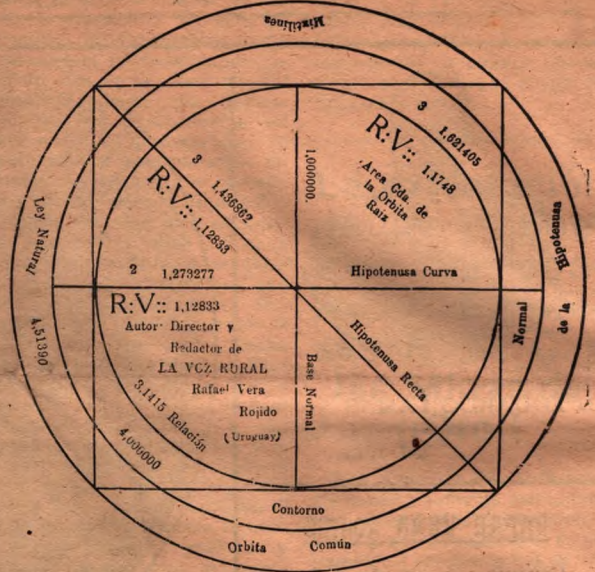 Mixtilínea
Ley Natural
4,51390
de la Hipotenusa
Normal
3 1,621405
R:V:: 1,1748
Area Cda. de
la Orbita
Raiz
1,000000.
3 1,436862
R:V:: 1,12833
2 1,273277
Hipotenusa Curva
Hipotenusa Recta
Base Normal
R:V:: 1,12833
Autor Director y
Redactor de
LA VOZ RURAL
Rafael Vera
Rojido
(Uruguay)
3,1415 Relación
4,000000
Contorno
Orbita Común